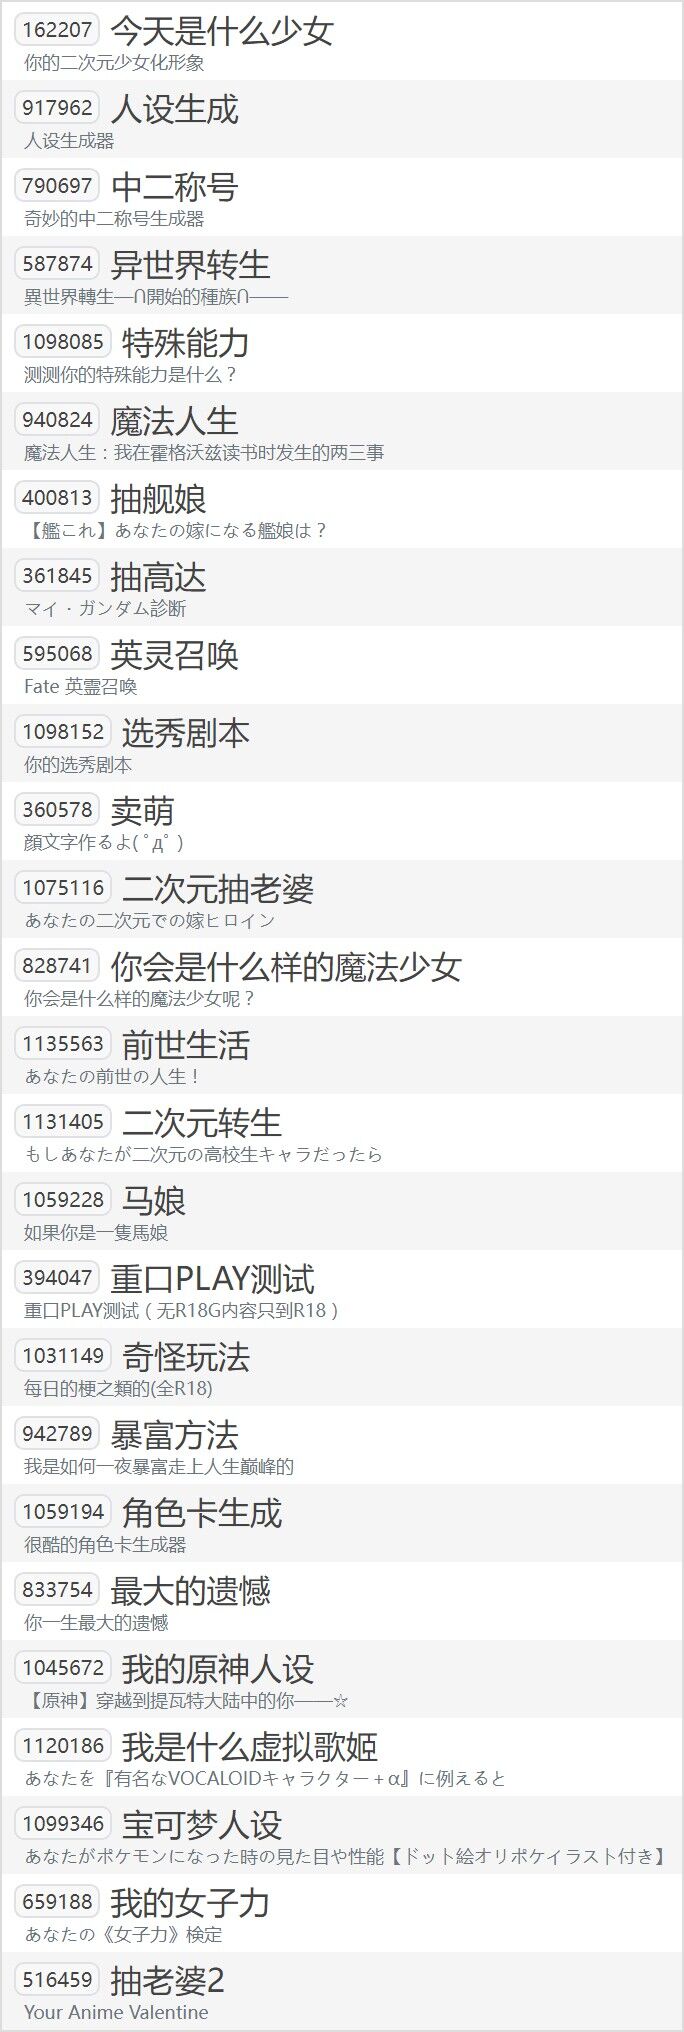 162207 今天是什么少女
你的二次元少女化形象
917962 人设生成
人设生成器
790697 中二称号
奇妙的中二称号生成器
587874 异世界转生
異世界轉生—ᑎ開始的種族ᑎ——
1098085 特殊能力
测测你的特殊能力是什么？
940824 魔法人生
魔法人生：我在霍格沃兹读书时发生的两三事
400813 抽舰娘
【艦これ】あなたの嫁になる艦娘は？
361845 抽高达
マイ・ガンダム診断
595068 英灵召唤
Fate 英霊召喚
1098152 选秀剧本
你的选秀剧本
360578 卖萌
顔文字作るよ( ﾟдﾟ )
1075116 二次元抽老婆
あなたの二次元での嫁ヒロイン
828741 你会是什么样的魔法少女
你会是什么样的魔法少女呢？
1135563 前世生活
あなたの前世の人生！
1131405 二次元转生
もしあなたが二次元の高校生キャラだったら
1059228 马娘
如果你是一隻馬娘
394047 重口PLAY测试
重口PLAY测试（无R18G内容只到R18）
1031149 奇怪玩法
每日的梗之類的(全R18)
942789 暴富方法
我是如何一夜暴富走上人生巅峰的
1059194 角色卡生成
很酷的角色卡生成器
833754 最大的遗憾
你一生最大的遗憾
1045672 我的原神人设
【原神】穿越到提瓦特大陆中的你——☆
1120186 我是什么虚拟歌姬
あなたを『有名なVOCALOIDキャラクター＋α』に例えると
1099346 宝可梦人设
あなたがポケモンになった時の見た目や性能【ドット絵オリポケイラスト付き】
659188 我的女子力
あなたの《女子力》検定
516459 抽老婆2
Your Anime Valentine